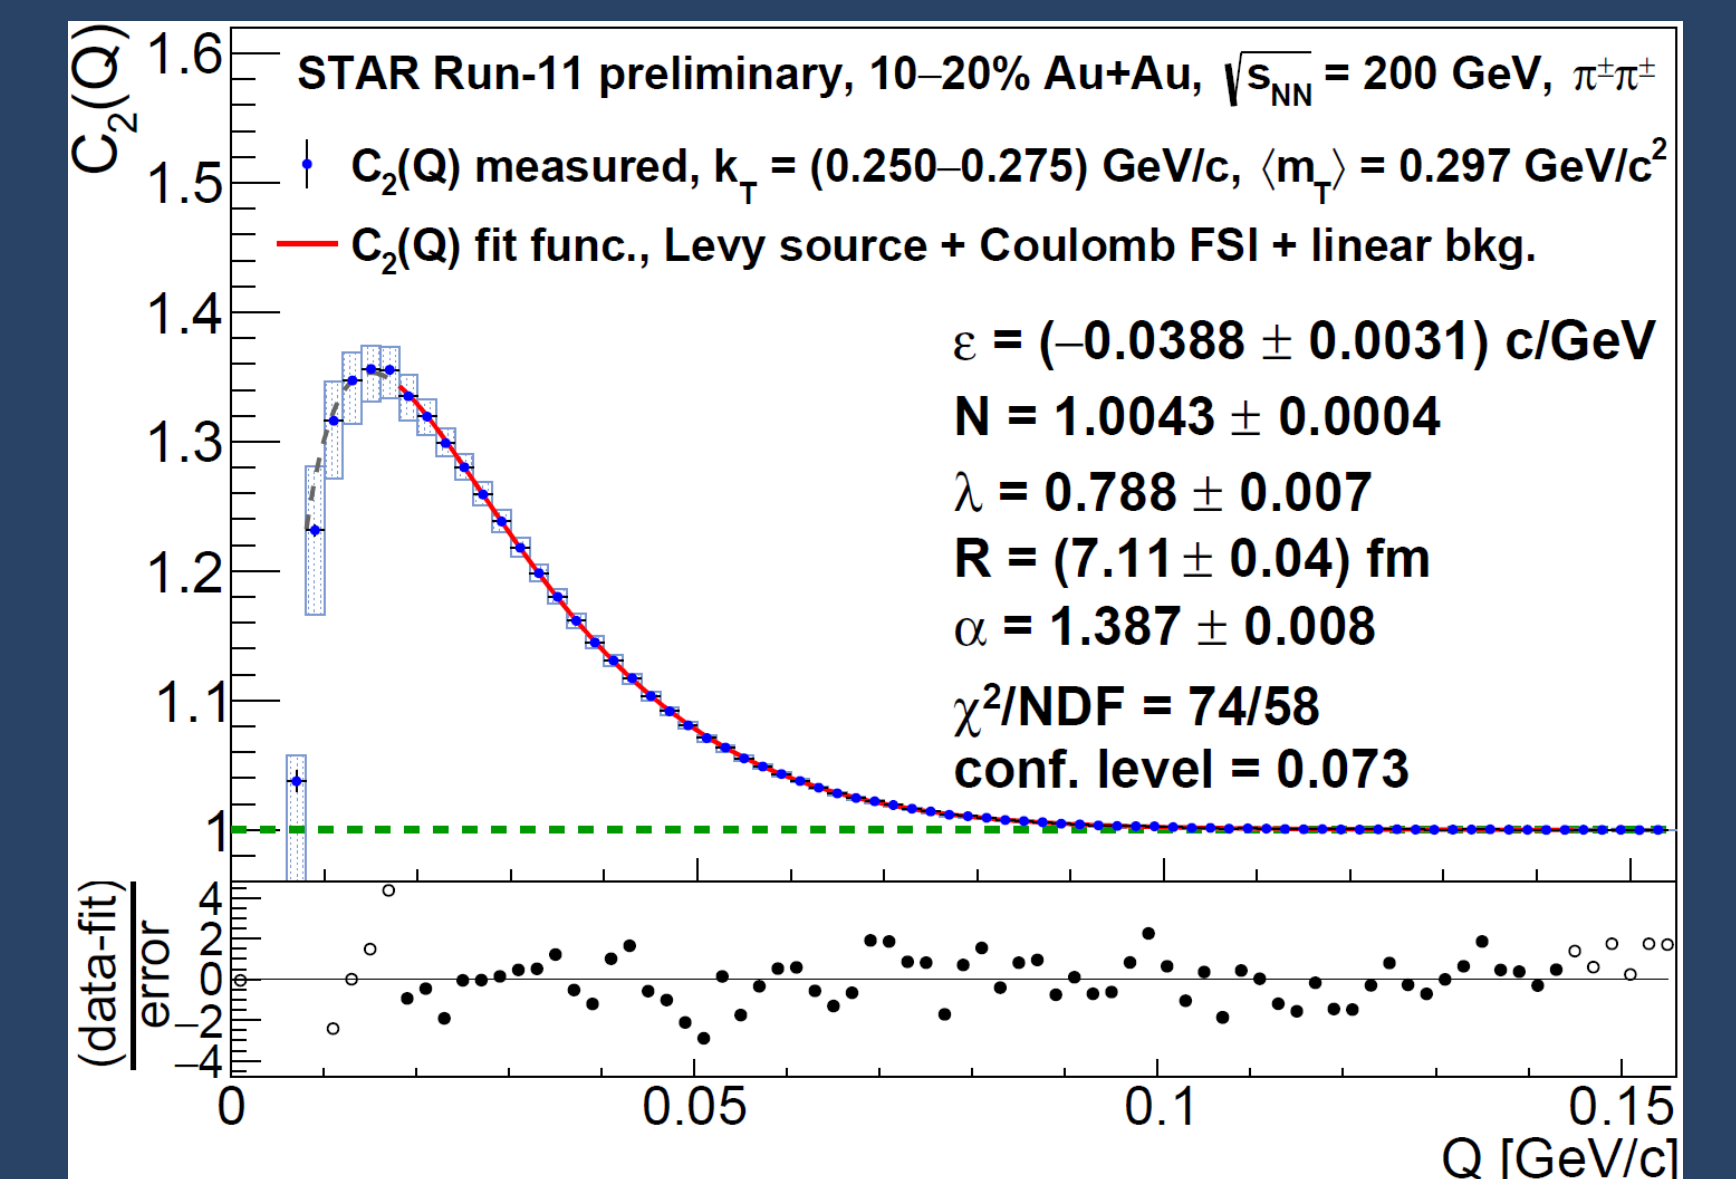 C₂(Q)
1.6
1.5
1.4
1.3
1.2
1.1
1
STAR Run-11 preliminary, 10–20% Au+Au, √sNN = 200 GeV, π±π±
C₂(Q) measured, kT = (0.250–0.275) GeV/c, ⟨mT⟩ = 0.297 GeV/c²
C₂(Q) fit func., Levy source + Coulomb FSI + linear bkg.
ε = (–0.0388 ± 0.0031) c/GeV
N = 1.0043 ± 0.0004
λ = 0.788 ± 0.007
R = (7.11 ± 0.04) fm
α = 1.387 ± 0.008
χ²/NDF = 74/58
conf. level = 0.073
(data-fit)
error
4
2
0
–2
–4
0 0.05 0.1 0.15
Q [GeV/c]